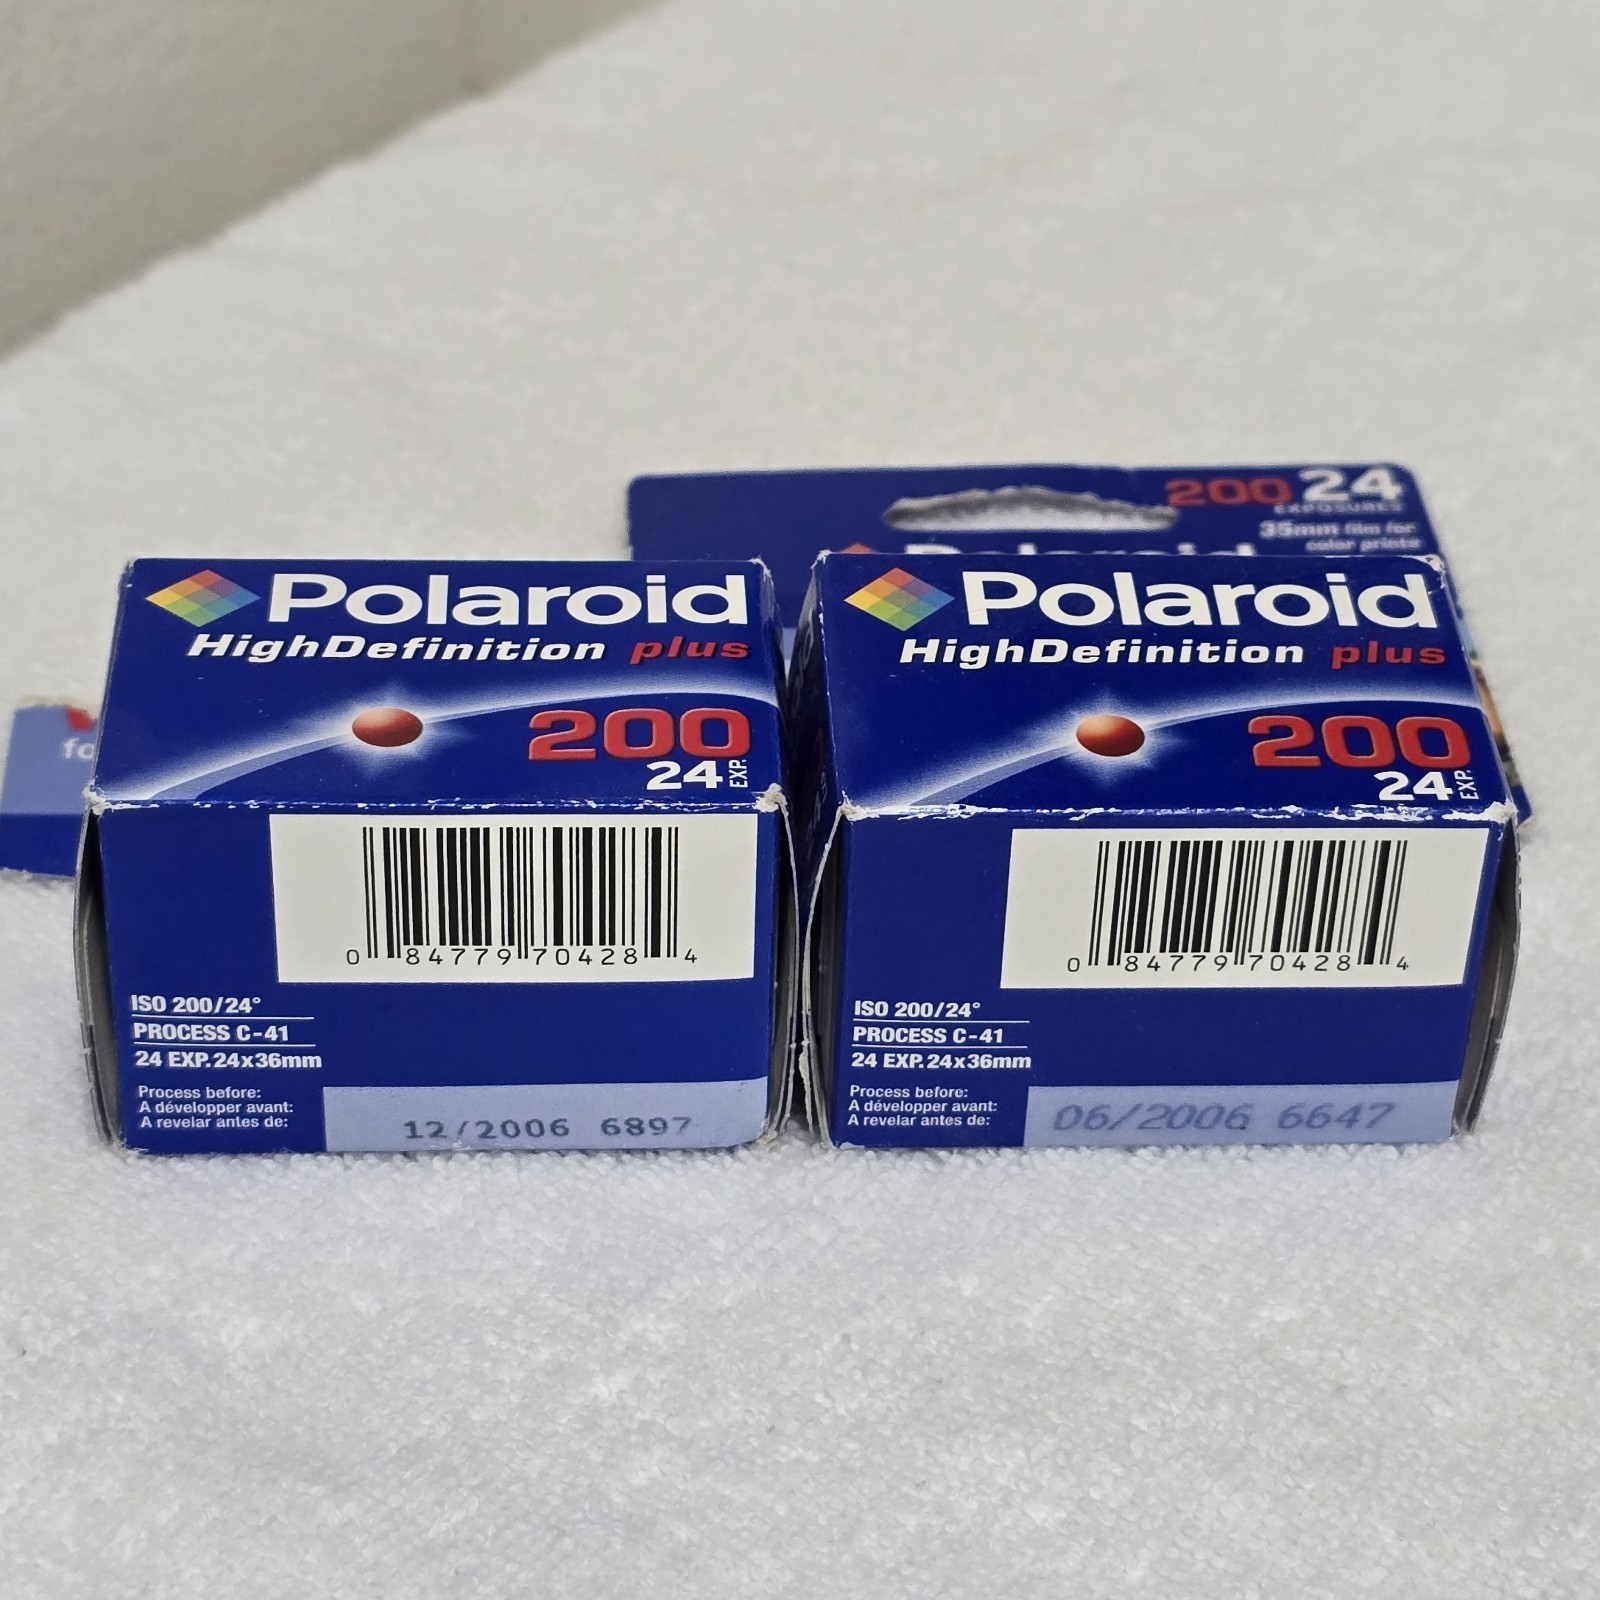 200 24
EXPOSURES
35mm film for
color prints
Polaroid
fo
Polaroid
HighDefinition plus
200
24 EXP.
0 84779 70428 4
ISO 200/24°
PROCESS C-41
24 EXP. 24x36mm
Process before:
A développer avant:
A revelar antes de:
12/2006 6897
Polaroid
HighDefinition plus
200
24 EXP.
0 84779 70428 4
ISO 200/24°
PROCESS C-41
24 EXP. 24x36mm
Process before:
A développer avant:
A revelar antes de:
06/2006 6647